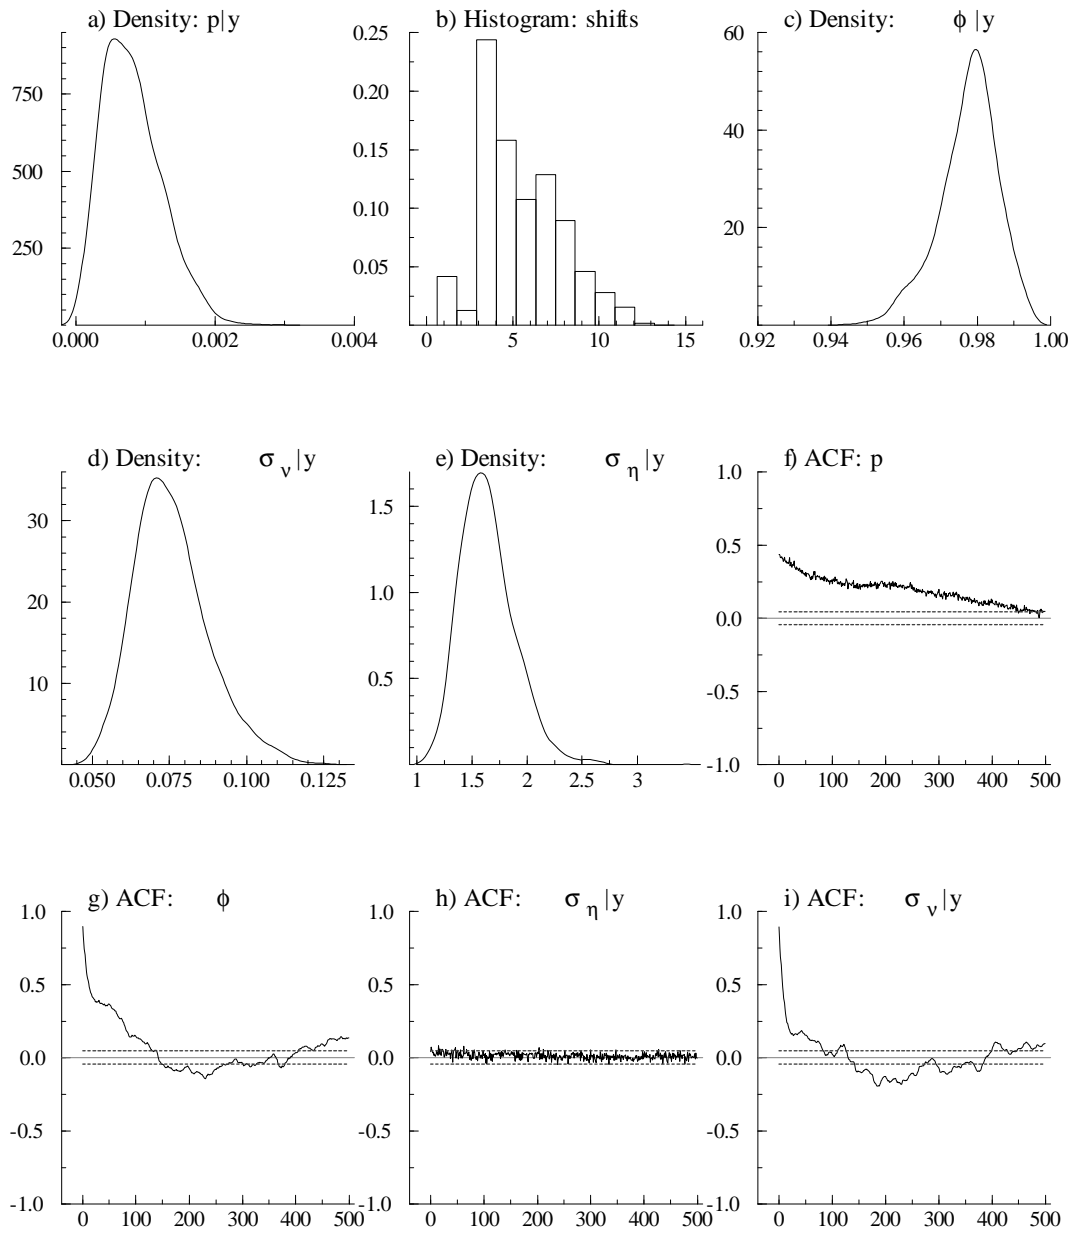 a) Density: p|y
b) Histogram: shifts
c) Density: ϕ |y
750
500
250
0.000 0.002 0.004
0.25
0.20
0.15
0.10
0.05
0 5 10 15
60
40
20
0.92 0.94 0.96 0.98 1.00
d) Density: σν|y
e) Density: ση|y
f) ACF: p
30
20
10
0.050 0.075 0.100 0.125
1.5
1.0
0.5
1 1.5 2 2.5 3
1.0
0.5
0.0
-0.5
-1.0
0 100 200 300 400 500
g) ACF: ϕ
h) ACF: ση|y
i) ACF: σν|y
1.0
0.5
0.0
-0.5
-1.0
0 100 200 300 400 500
1.0
0.5
0.0
-0.5
-1.0
0 100 200 300 400 500
1.0
0.5
0.0
-0.5
-1.0
0 100 200 300 400 500